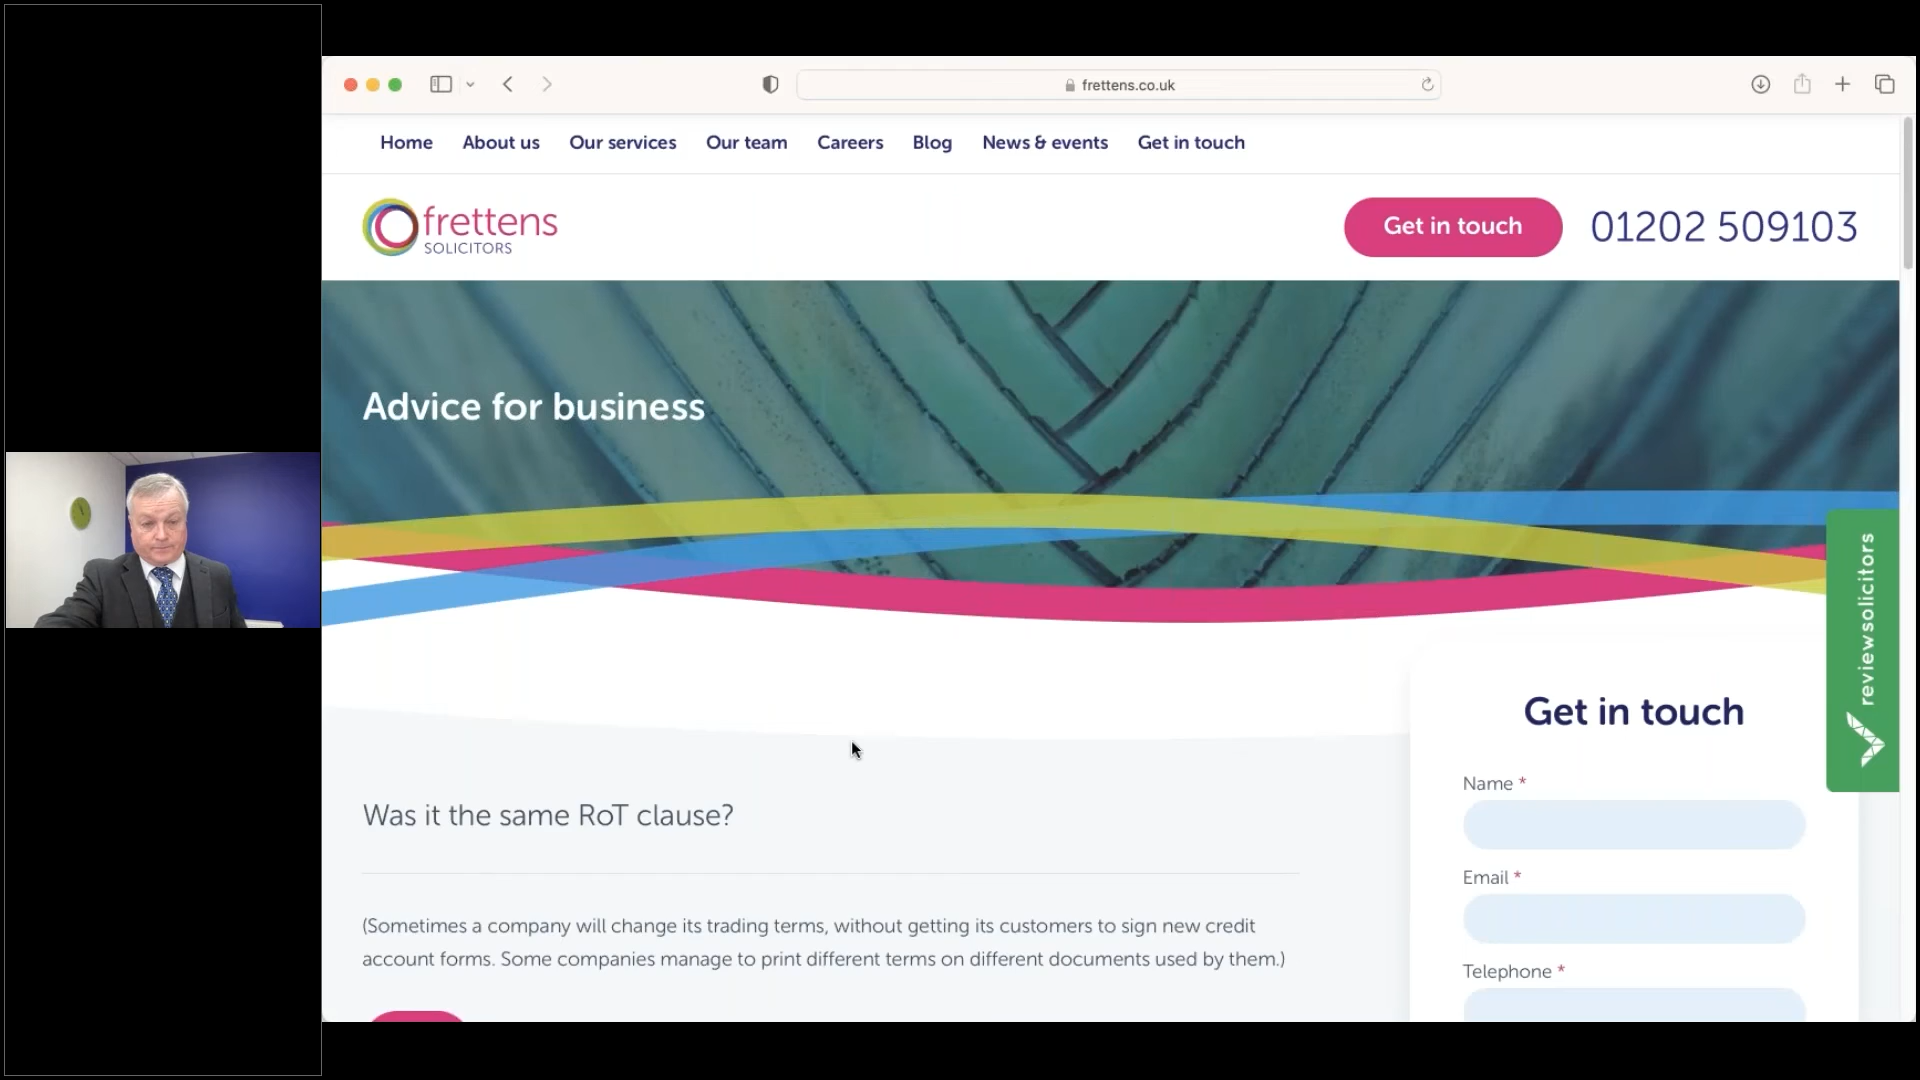 frettens.co.uk
Home About us Our services Our team Careers Blog News & events Get in touch
frettens
SOLICITORS
Get in touch 01202 509103
Advice for business
reviewsolicitors
Get in touch
Name *
Was it the same RoT clause?
Email *
(Sometimes a company will change its trading terms, without getting its customers to sign new credit
account forms. Some companies manage to print different terms on different documents used by them.)
Telephone *